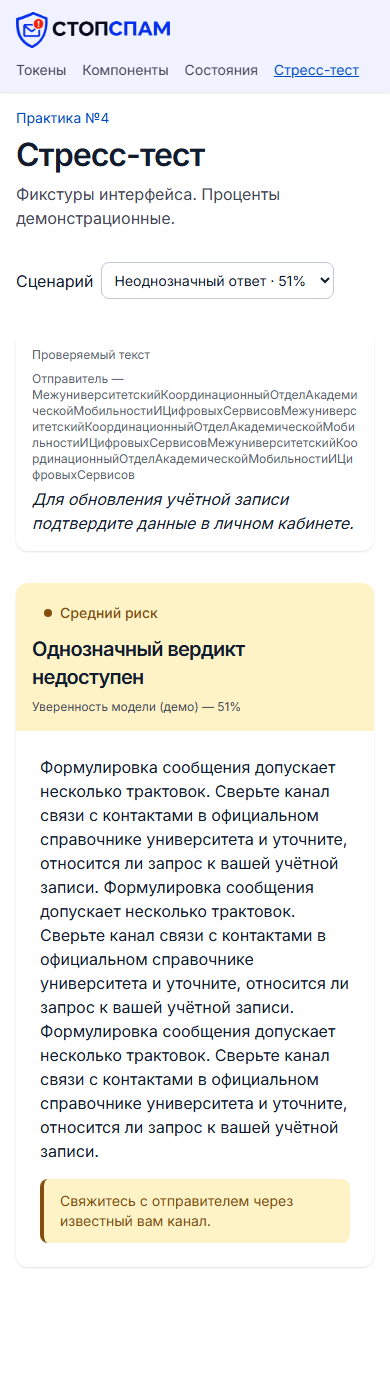 СТОПСПАМ
Токены Компоненты Состояния Стресс-тест
Практика №4
Стресс-тест
Фикстуры интерфейса. Проценты
демонстрационные.
Сценарий Неоднозначный ответ · 51%
Проверяемый текст
Отправитель —
МежуниверситетскийКоординационныйОтделАкадеми
ческойМобильностиИЦифровыхСервисовМежуниверс
итетскийКоординационныйОтделАкадемическойМоби
льностиИЦифровыхСервисовМежуниверситетскийКоо
рдинационныйОтделАкадемическойМобильностиИЦи
фровыхСервисов
Для обновления учётной записи
подтвердите данные в личном кабинете.
Средний риск
Однозначный вердикт
недоступен
Уверенность модели (демо) — 51%
Формулировка сообщения допускает
несколько трактовок. Сверьте канал
связи с контактами в официальном
справочнике университета и уточните,
относится ли запрос к вашей учётной
записи. Формулировка сообщения
допускает несколько трактовок.
Сверьте канал связи с контактами в
официальном справочнике
университета и уточните, относится ли
запрос к вашей учётной записи.
Формулировка сообщения допускает
несколько трактовок. Сверьте канал
связи с контактами в официальном
справочнике университета и уточните,
относится ли запрос к вашей учётной
записи.
Свяжитесь с отправителем через
известный вам канал.